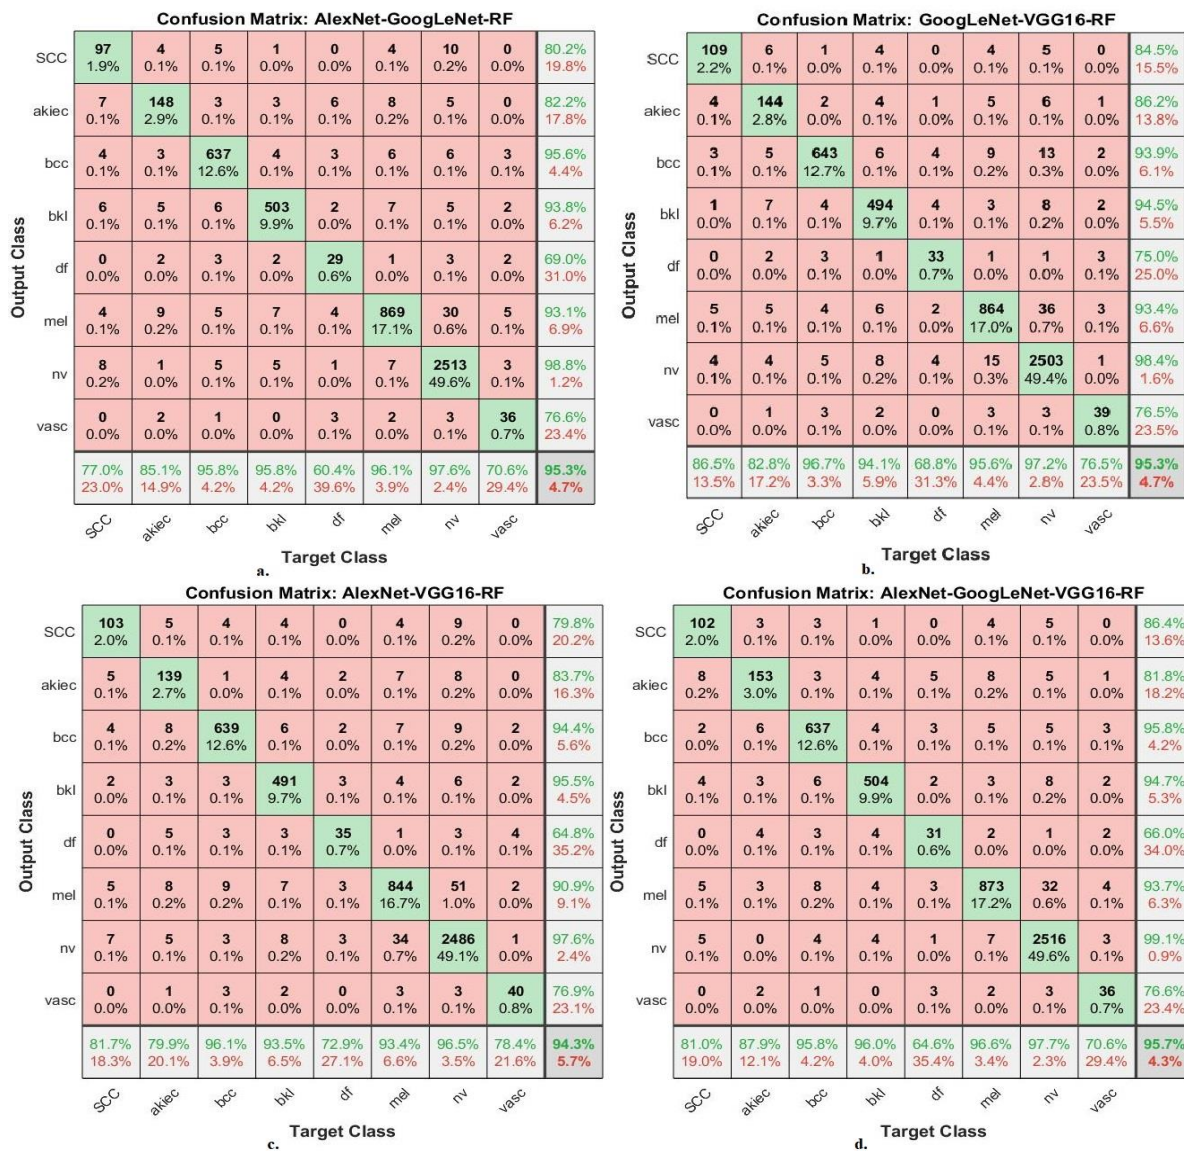 Confusion Matrix: AlexNet-GoogLeNet-RF
Output Class
SCC 97 4 5 1 0 4 10 0 80.2%
1.9% 0.1% 0.1% 0.0% 0.0% 0.1% 0.2% 0.0% 19.8%
akiec 7 148 3 3 6 8 5 0 82.2%
0.1% 2.9% 0.1% 0.1% 0.1% 0.2% 0.1% 0.0% 17.8%
bcc 4 3 637 4 3 6 6 3 95.6%
0.1% 0.1% 12.6% 0.1% 0.1% 0.1% 0.1% 0.1% 4.4%
bkl 6 5 6 503 2 7 5 2 93.8%
0.1% 0.1% 0.1% 9.9% 0.0% 0.1% 0.1% 0.0% 6.2%
df 0 2 3 2 29 1 3 2 69.0%
0.0% 0.0% 0.1% 0.0% 0.6% 0.0% 0.1% 0.0% 31.0%
mel 4 9 5 7 4 869 30 5 93.1%
0.1% 0.2% 0.1% 0.1% 0.1% 17.1% 0.6% 0.1% 6.9%
nv 8 1 5 5 1 7 2513 3 98.8%
0.2% 0.0% 0.1% 0.1% 0.0% 0.1% 49.6% 0.1% 1.2%
vasc 0 2 1 0 3 2 3 36 76.6%
0.0% 0.0% 0.0% 0.0% 0.1% 0.0% 0.1% 0.7% 23.4%
77.0% 85.1% 95.8% 95.8% 60.4% 96.1% 97.6% 70.6% 95.3%
23.0% 14.9% 4.2% 4.2% 39.6% 3.9% 2.4% 29.4% 4.7%
SCC akiec bcc bkl df mel nv vasc
Target Class
a.
Confusion Matrix: GoogLeNet-VGG16-RF
Output Class
SCC 109 6 1 4 0 4 5 0 84.5%
2.2% 0.1% 0.0% 0.1% 0.0% 0.1% 0.1% 0.0% 15.5%
akiec 4 144 2 4 1 5 6 1 86.2%
0.1% 2.8% 0.0% 0.1% 0.0% 0.1% 0.1% 0.0% 13.8%
bcc 3 5 643 6 4 9 13 2 93.9%
0.1% 0.1% 12.7% 0.1% 0.1% 0.2% 0.3% 0.0% 6.1%
bkl 1 7 4 494 4 3 8 2 94.5%
0.0% 0.1% 0.1% 9.7% 0.1% 0.1% 0.2% 0.0% 5.5%
df 0 2 3 1 33 1 1 3 75.0%
0.0% 0.0% 0.1% 0.0% 0.7% 0.0% 0.0% 0.1% 25.0%
mel 5 5 4 6 2 864 36 3 93.4%
0.1% 0.1% 0.1% 0.1% 0.0% 17.0% 0.7% 0.1% 6.6%
nv 4 4 5 8 4 15 2503 1 98.4%
0.1% 0.1% 0.1% 0.2% 0.1% 0.3% 49.4% 0.0% 1.6%
vasc 0 1 3 2 0 3 3 39 76.5%
0.0% 0.0% 0.1% 0.0% 0.0% 0.1% 0.1% 0.8% 23.5%
86.5% 82.8% 96.7% 94.1% 68.8% 95.6% 97.2% 76.5% 95.3%
13.5% 17.2% 3.3% 5.9% 31.3% 4.4% 2.8% 23.5% 4.7%
SCC akiec bcc bkl df mel nv vasc
Target Class
b.
Confusion Matrix: AlexNet-VGG16-RF
Output Class
SCC 103 5 4 4 0 4 9 0 79.8%
2.0% 0.1% 0.1% 0.1% 0.0% 0.1% 0.2% 0.0% 20.2%
akiec 5 139 1 4 2 7 8 0 83.7%
0.1% 2.7% 0.0% 0.1% 0.0% 0.1% 0.2% 0.0% 16.3%
bcc 4 8 639 6 2 7 9 2 94.4%
0.1% 0.2% 12.6% 0.1% 0.0% 0.1% 0.2% 0.0% 5.6%
bkl 2 3 3 491 3 4 6 2 95.5%
0.0% 0.1% 0.1% 9.7% 0.1% 0.1% 0.1% 0.0% 4.5%
df 0 5 3 3 35 1 3 4 64.8%
0.0% 0.1% 0.1% 0.1% 0.7% 0.0% 0.1% 0.1% 35.2%
mel 5 8 9 7 3 844 51 2 90.9%
0.1% 0.2% 0.2% 0.1% 0.1% 16.7% 1.0% 0.0% 9.1%
nv 7 5 3 8 3 34 2486 1 97.6%
0.1% 0.1% 0.1% 0.2% 0.1% 0.7% 49.1% 0.0% 2.4%
vasc 0 1 3 2 0 3 3 40 76.9%
0.0% 0.0% 0.1% 0.0% 0.0% 0.1% 0.1% 0.8% 23.1%
81.7% 79.9% 96.1% 93.5% 72.9% 93.4% 96.5% 78.4% 94.3%
18.3% 20.1% 3.9% 6.5% 27.1% 6.6% 3.5% 21.6% 5.7%
SCC akiec bcc bkl df mel nv vasc
Target Class
c.
Confusion Matrix: AlexNet-GoogLeNet-VGG16-RF
Output Class
SCC 102 3 3 1 0 4 5 0 86.4%
2.0% 0.1% 0.1% 0.0% 0.0% 0.1% 0.1% 0.0% 13.6%
akiec 8 153 3 4 5 8 5 1 81.8%
0.2% 3.0% 0.1% 0.1% 0.1% 0.2% 0.1% 0.0% 18.2%
bcc 2 6 637 4 3 5 5 3 95.8%
0.0% 0.1% 12.6% 0.1% 0.1% 0.1% 0.1% 0.1% 4.2%
bkl 4 3 6 504 2 3 8 2 94.7%
0.1% 0.1% 0.1% 9.9% 0.0% 0.1% 0.2% 0.0% 5.3%
df 0 4 3 4 31 2 1 2 66.0%
0.0% 0.1% 0.1% 0.1% 0.6% 0.0% 0.0% 0.0% 34.0%
mel 5 3 8 4 3 873 32 4 93.7%
0.1% 0.1% 0.2% 0.1% 0.1% 17.2% 0.6% 0.1% 6.3%
nv 5 0 4 4 1 7 2516 3 99.1%
0.1% 0.0% 0.1% 0.1% 0.0% 0.1% 49.6% 0.1% 0.9%
vasc 0 2 1 0 3 2 3 36 76.6%
0.0% 0.0% 0.0% 0.0% 0.1% 0.0% 0.1% 0.7% 23.4%
81.0% 87.9% 95.8% 96.0% 64.6% 96.6% 97.7% 70.6% 95.7%
19.0% 12.1% 4.2% 4.0% 35.4% 3.4% 2.3% 29.4% 4.3%
SCC akiec bcc bkl df mel nv vasc
Target Class
d.